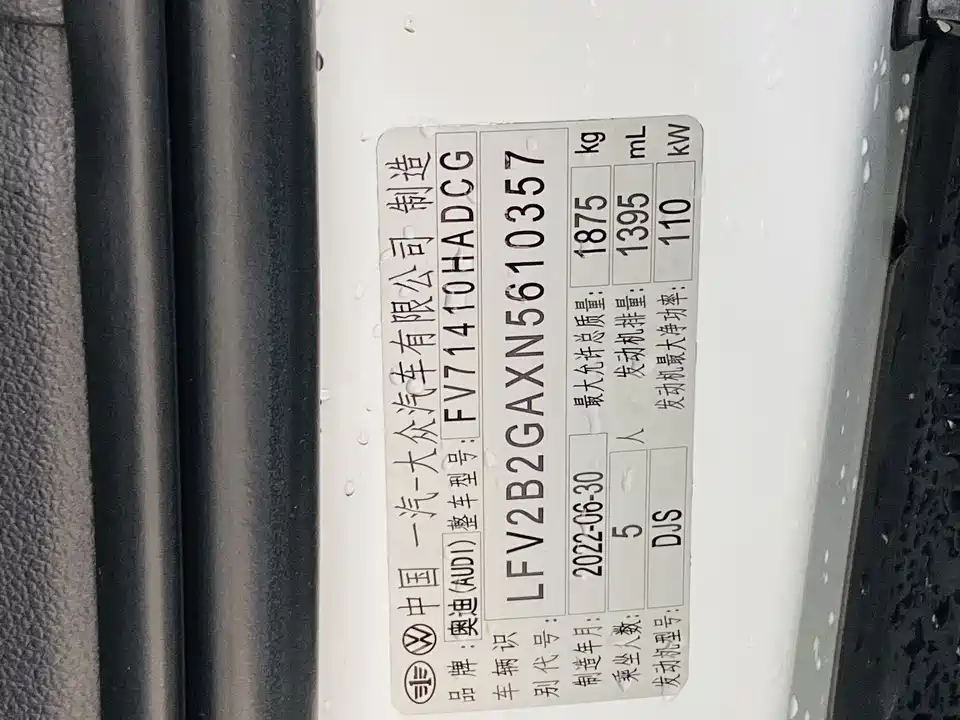 中国 一汽-大众汽车有限公司 制造
品牌: 奥迪(AUDI) 整车型号: FV71410HADCG
车辆识别代号: LFV2B2GAXN5610357
制造年月: 2022-06-30 最大允许总质量: 1875 kg
乘坐人数: 5 人 发动机排量: 1395 mL
发动机型号: DJS 发动机最大净功率: 110 kW